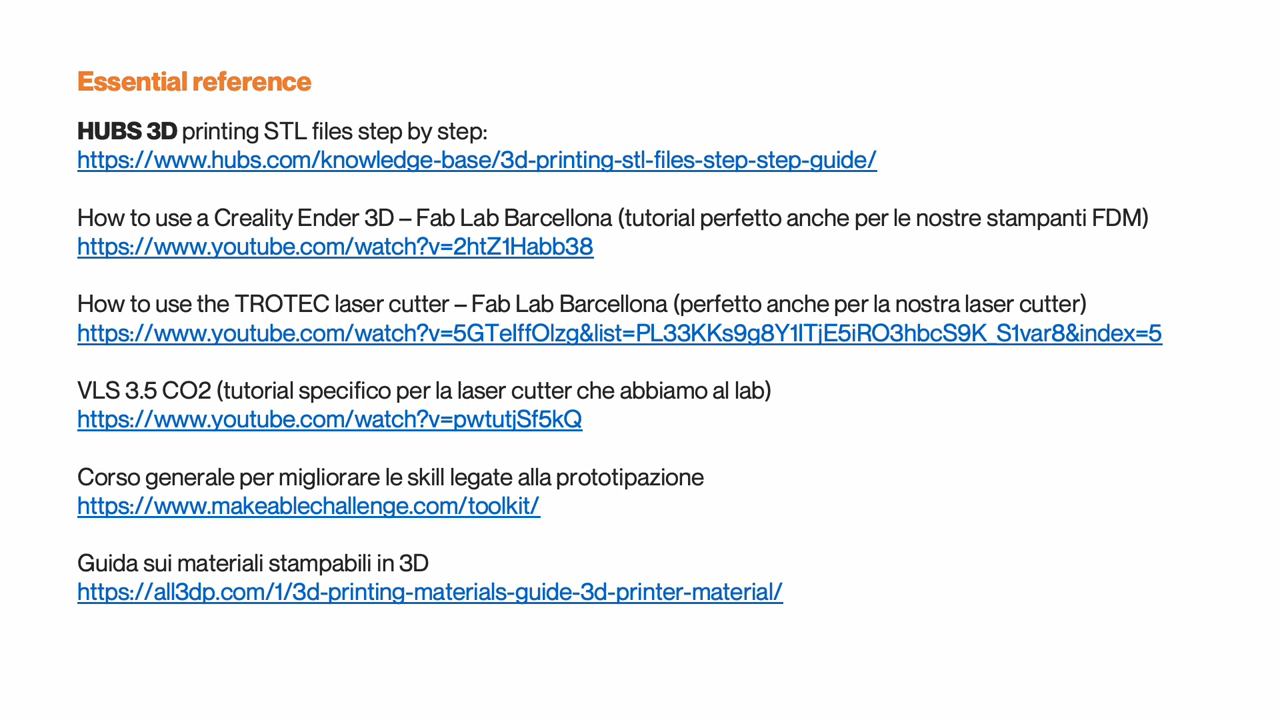 Essential reference
HUBS 3D printing STL files step by step:
https://www.hubs.com/knowledge-base/3d-printing-stl-files-step-step-guide/
How to use a Creality Ender 3D – Fab Lab Barcellona (tutorial perfetto anche per le nostre stampanti FDM)
https://www.youtube.com/watch?v=2htZ1Habb38
How to use the TROTEC laser cutter – Fab Lab Barcellona (perfetto anche per la nostra laser cutter)
https://www.youtube.com/watch?v=5GTeIffOlzg&list=PL33KKs9g8Y1ITjE5iRO3hbcS9K_S1var8&index=5
VLS 3.5 CO2 (tutorial specifico per la laser cutter che abbiamo al lab)
https://www.youtube.com/watch?v=pwtutjSf5kQ
Corso generale per migliorare le skill legate alla prototipazione
https://www.makeablechallenge.com/toolkit/
Guida sui materiali stampabili in 3D
https://all3dp.com/1/3d-printing-materials-guide-3d-printer-material/